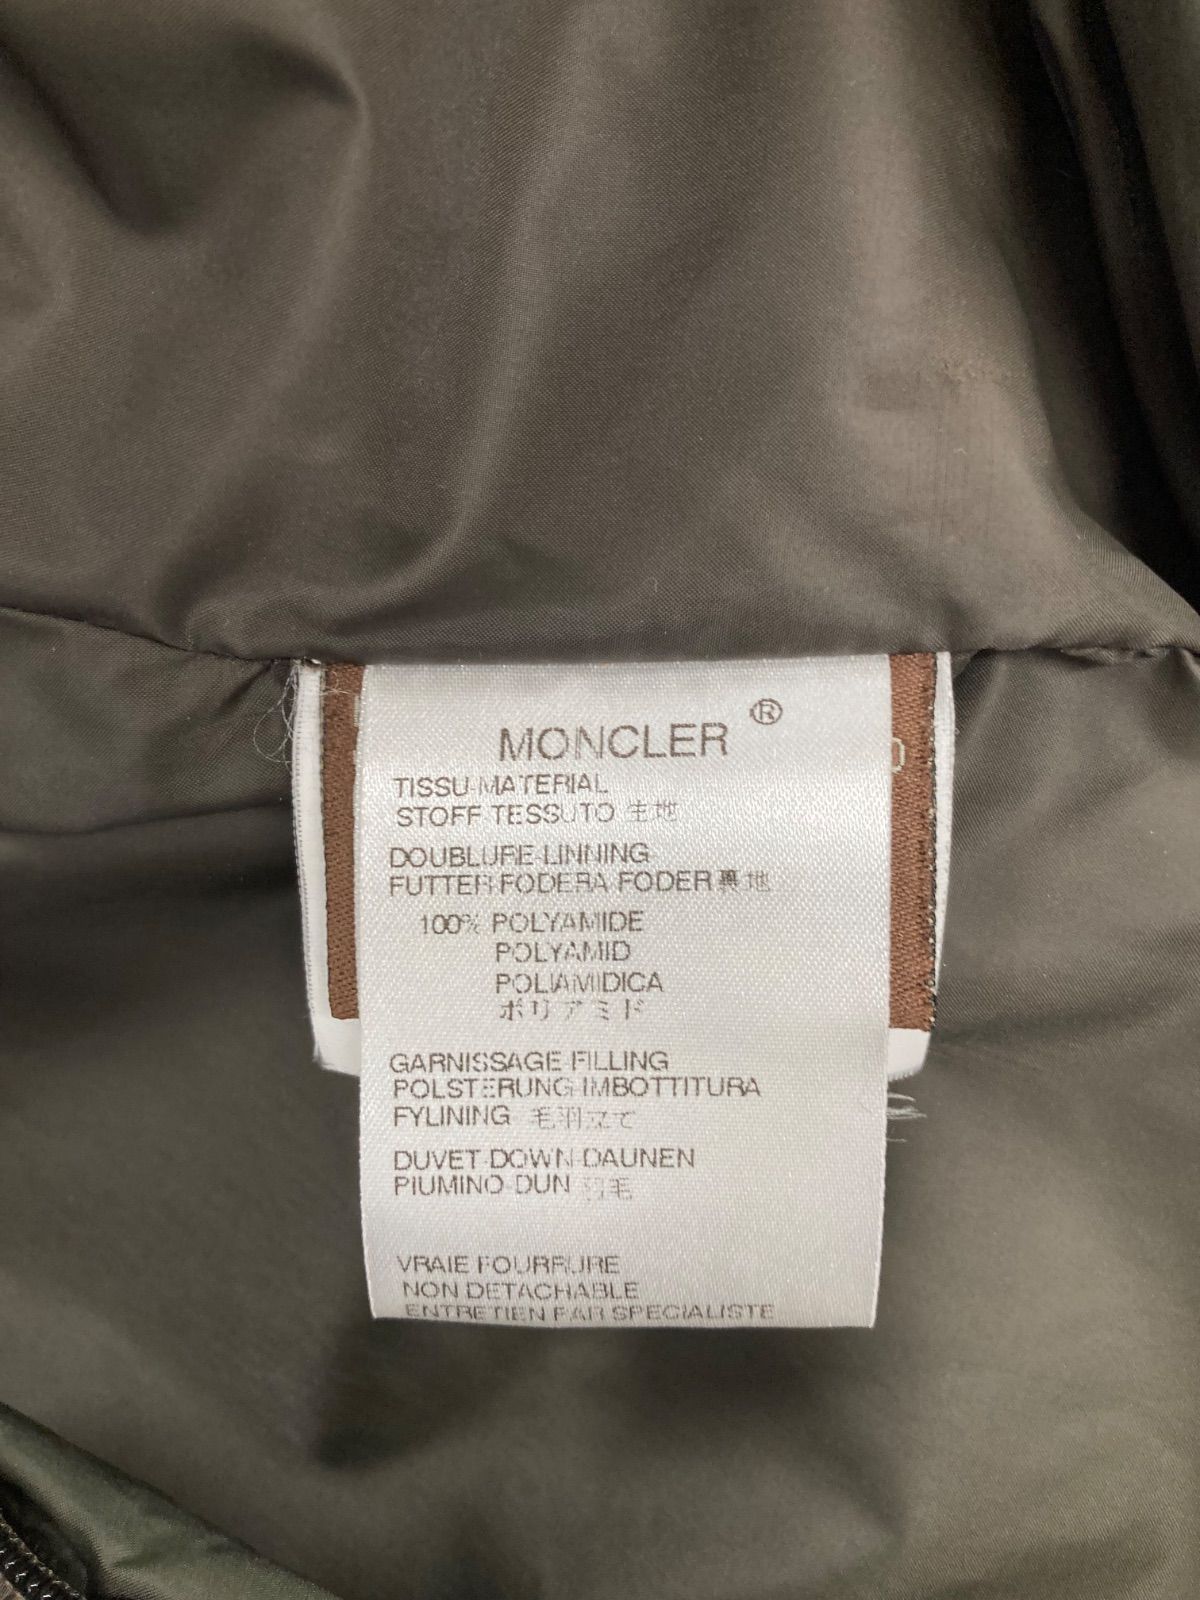 MONCLER ®
TISSU-MATERIAL
STOFF TESSUTO 生地
DOUBLURE-LINNING
FUTTER FODERA FODER 裏地
100% POLYAMIDE
POLYAMID
POLIAMIDICA
ポリアミド
GARNISSAGE-FILLING
POLSTERUNG-IMBOTTITURA
FYLINING 毛羽立て
DUVET-DOWN-DAUNEN
PIUMINO-DUN 羽毛
VRAIE FOURRURE
NON DETACHABLE
ENTRETIEN PAR SPECIALISTE